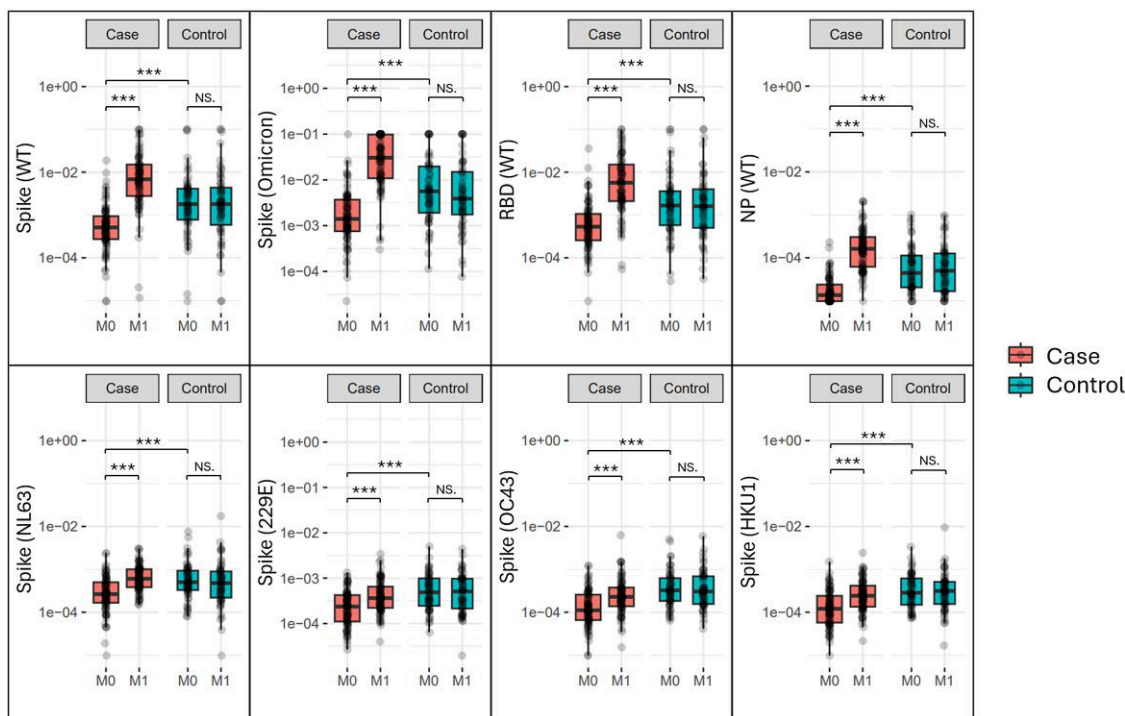 Case Control
Spike (WT)
1e+00
1e-02
1e-04
***
***
NS.
M0 M1 M0 M1
Case Control
Spike (Omicron)
1e+00
1e-01
1e-02
1e-03
1e-04
***
***
NS.
M0 M1 M0 M1
Case Control
RBD (WT)
1e+00
1e-02
1e-04
***
***
NS.
M0 M1 M0 M1
Case Control
NP (WT)
1e+00
1e-02
1e-04
***
***
NS.
M0 M1 M0 M1
Case Control
Spike (NL63)
1e+00
1e-02
1e-04
***
***
NS.
M0 M1 M0 M1
Case Control
Spike (229E)
1e+00
1e-01
1e-02
1e-03
1e-04
***
***
NS.
M0 M1 M0 M1
Case Control
Spike (OC43)
1e+00
1e-02
1e-04
***
***
NS.
M0 M1 M0 M1
Case Control
Spike (HKU1)
1e+00
1e-02
1e-04
***
***
NS.
M0 M1 M0 M1
Case
Control